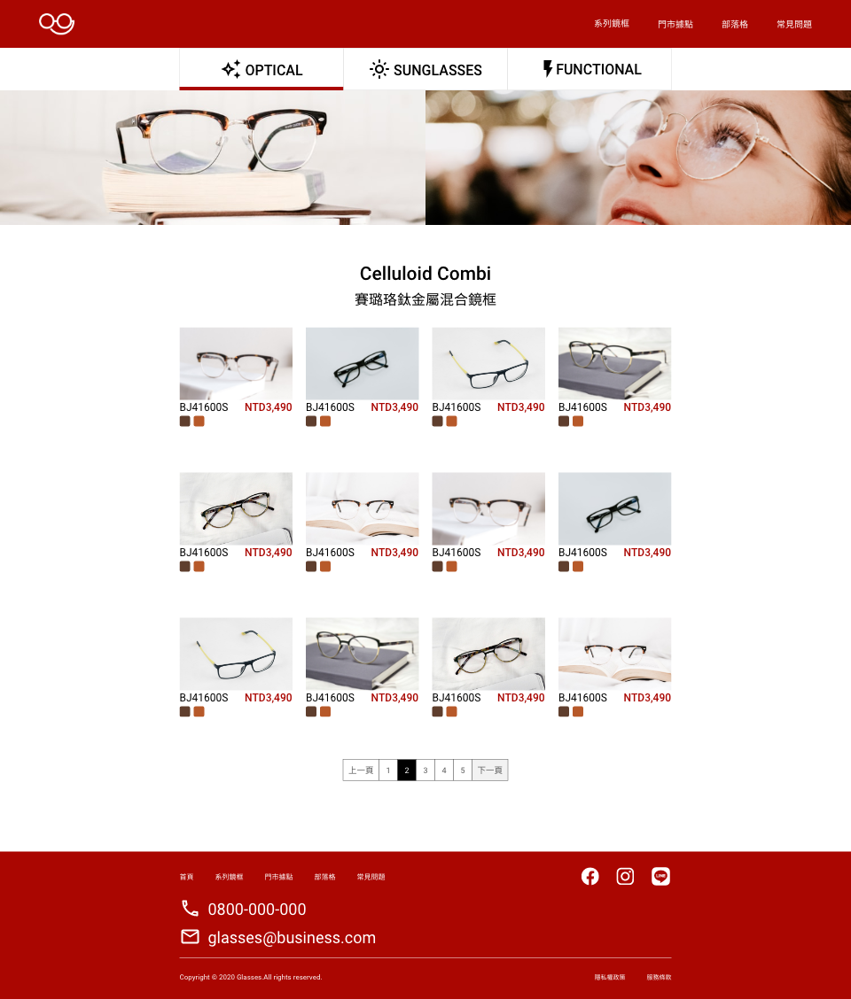 系列鏡框 門市據點 部落格 常見問題
OPTICAL SUNGLASSES FUNCTIONAL
Celluloid Combi
賽璐珞鈦金屬混合鏡框
BJ41600S NTD3,490 BJ41600S NTD3,490 BJ41600S NTD3,490 BJ41600S NTD3,490
BJ41600S NTD3,490 BJ41600S NTD3,490 BJ41600S NTD3,490 BJ41600S NTD3,490
BJ41600S NTD3,490 BJ41600S NTD3,490 BJ41600S NTD3,490 BJ41600S NTD3,490
上一頁 1 2 3 4 5 下一頁
首頁 系列鏡框 門市據點 部落格 常見問題 LINE
0800-000-000
glasses@business.com
Copyright © 2020 Glasses.All rights reserved. 隱私權政策 服務條款